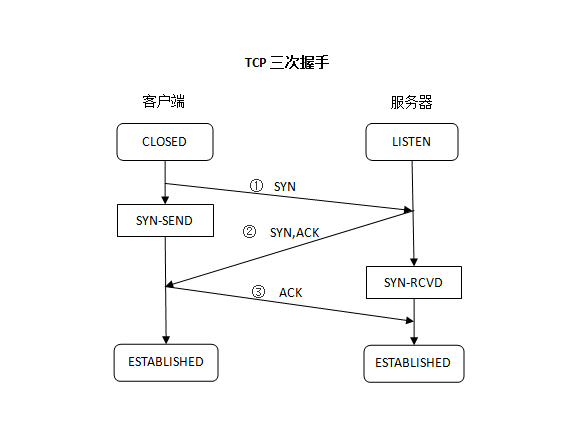 TCP 三次握手
客户端 服务器
CLOSED LISTEN
① SYN
SYN-SEND
② SYN,ACK
SYN-RCVD
③ ACK
ESTABLISHED ESTABLISHED